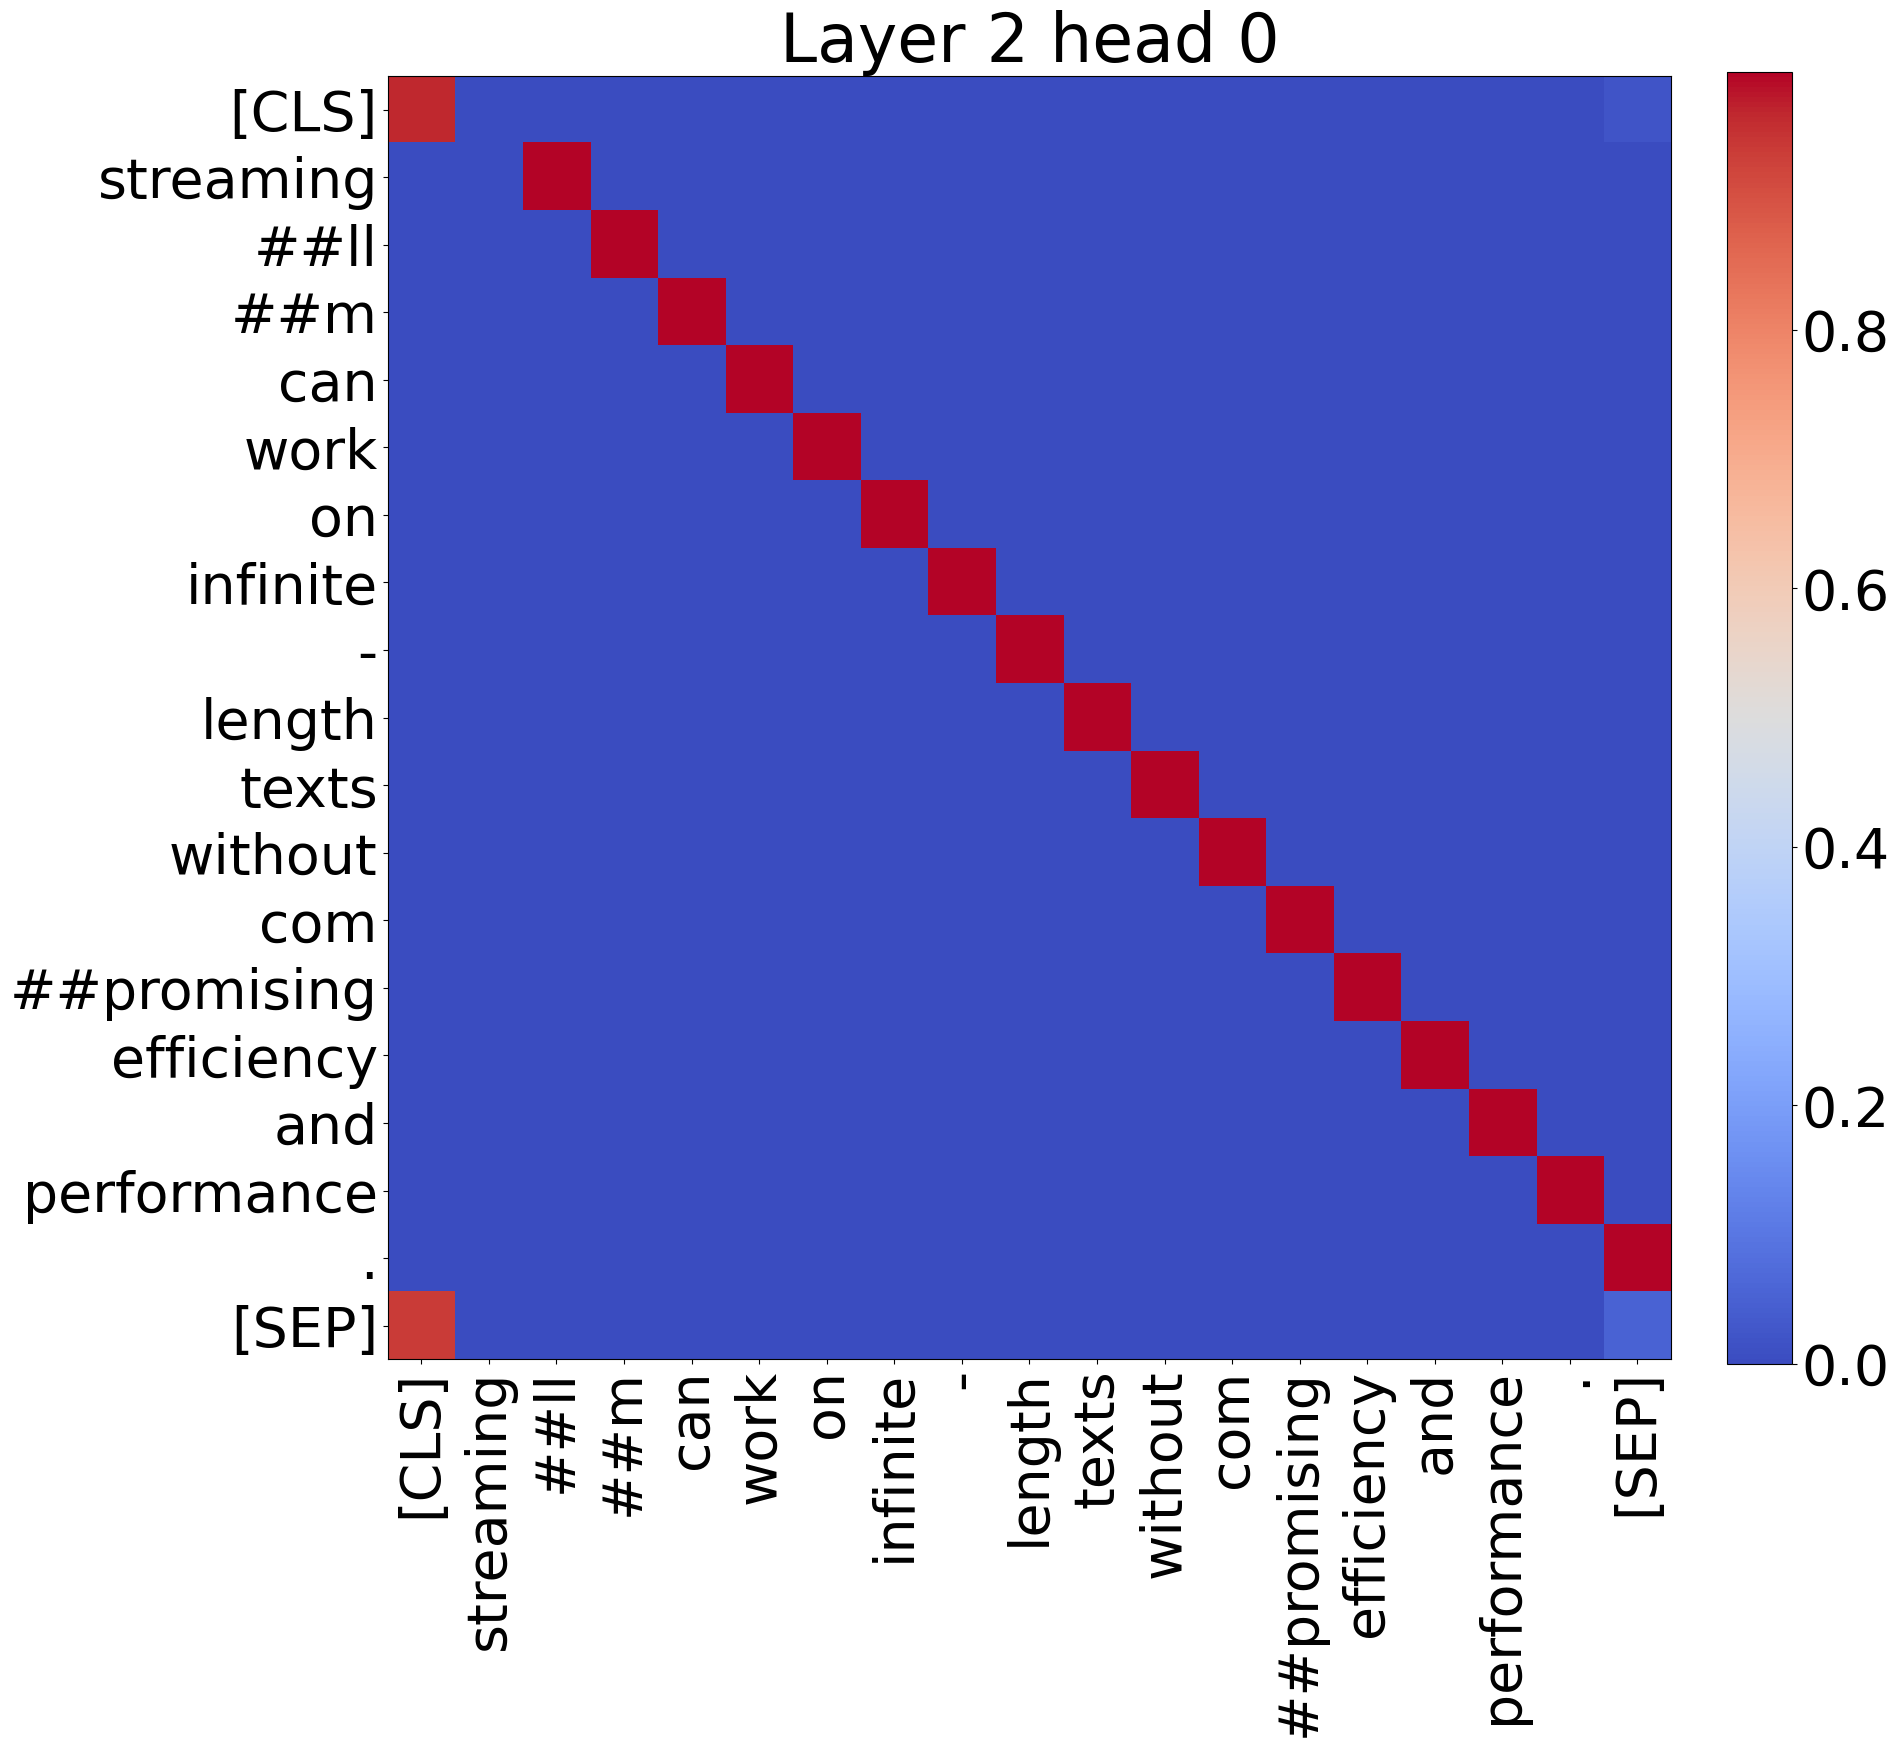 Layer 2 head 0
[CLS]
streaming
##ll
##m
can
work
on
infinite
-
length
texts
without
com
##promising
efficiency
and
performance
.
[SEP]
[CLS]
streaming
##ll
##m
can
work
on
infinite
-
length
texts
without
com
##promising
efficiency
and
performance
.
[SEP]
0.8
0.6
0.4
0.2
0.0